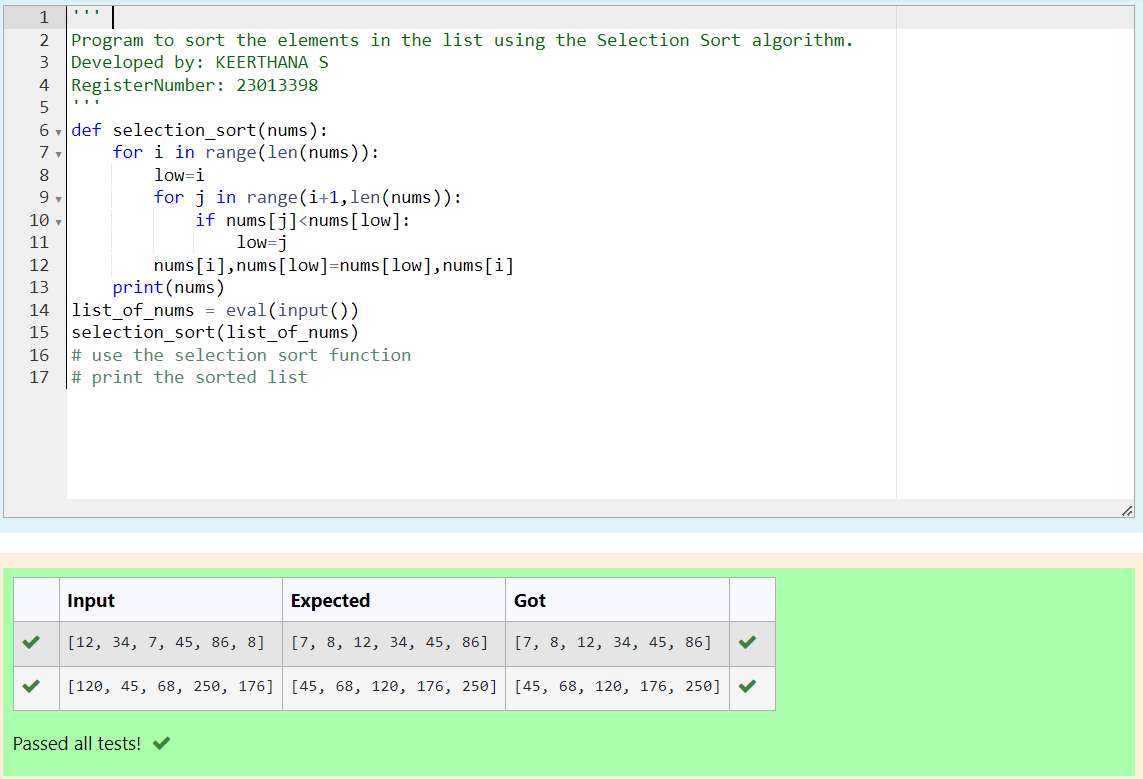 1 '''
2 Program to sort the elements in the list using the Selection Sort algorithm.
3 Developed by: KEERTHANA S
4 RegisterNumber: 23013398
5 '''
6 def selection_sort(nums):
7     for i in range(len(nums)):
8         low=i
9         for j in range(i+1,len(nums)):
10             if nums[j]<nums[low]:
11                 low=j
12         nums[i],nums[low]=nums[low],nums[i]
13     print(nums)
14 list_of_nums = eval(input())
15 selection_sort(list_of_nums)
16 # use the selection sort function
17 # print the sorted list
Input Expected Got
[12, 34, 7, 45, 86, 8] [7, 8, 12, 34, 45, 86] [7, 8, 12, 34, 45, 86]
[120, 45, 68, 250, 176] [45, 68, 120, 176, 250] [45, 68, 120, 176, 250]
Passed all tests!